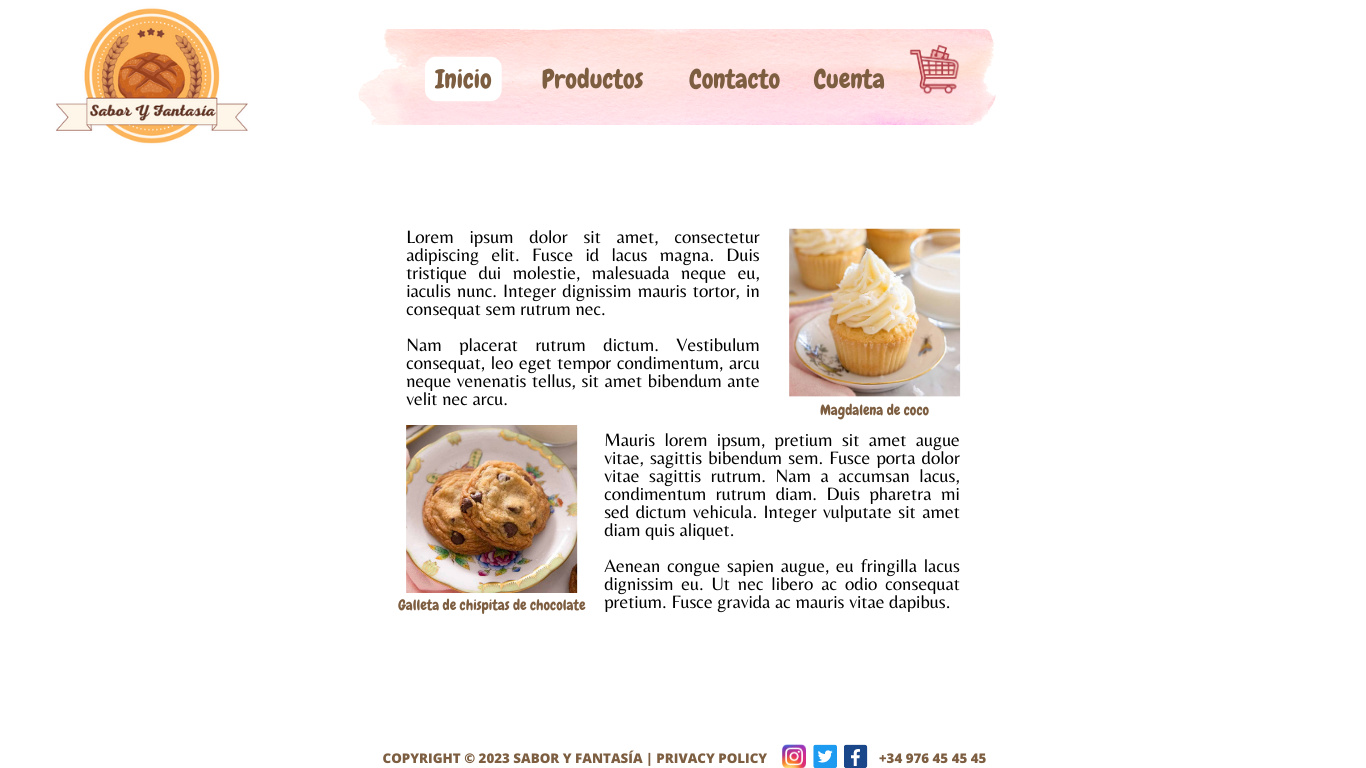 Sabor Y Fantasía
Inicio
Productos
Contacto
Cuenta
Lorem ipsum dolor sit amet, consectetur
adipiscing elit. Fusce id lacus magna. Duis
tristique dui molestie, malesuada neque eu,
iaculis nunc. Integer dignissim mauris tortor, in
consequat sem rutrum nec.
Nam placerat rutrum dictum. Vestibulum
consequat, leo eget tempor condimentum, arcu
neque venenatis tellus, sit amet bibendum ante
velit nec arcu.
Magdalena de coco
Galleta de chispitas de chocolate
Mauris lorem ipsum, pretium sit amet augue
vitae, sagittis bibendum sem. Fusce porta dolor
vitae sagittis rutrum. Nam a accumsan lacus,
condimentum rutrum diam. Duis pharetra mi
sed dictum vehicula. Integer vulputate sit amet
diam quis aliquet.
Aenean congue sapien augue, eu fringilla lacus
dignissim eu. Ut nec libero ac odio consequat
pretium. Fusce gravida ac mauris vitae dapibus.
COPYRIGHT © 2023 SABOR Y FANTASÍA | PRIVACY POLICY
+34 976 45 45 45